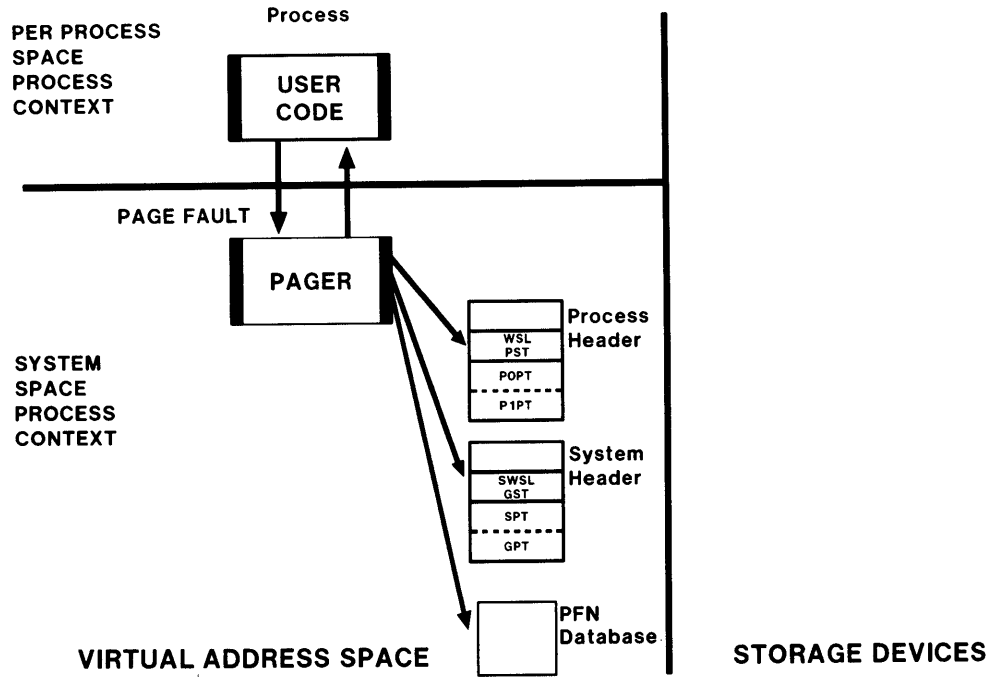 Process
PER PROCESS
SPACE
PROCESS
CONTEXT
USER
CODE
PAGE FAULT
PAGER
SYSTEM
SPACE
PROCESS
CONTEXT
Process
Header
WSL
PST
P0PT
P1PT
System
Header
SWSL
GST
SPT
GPT
PFN
Database
VIRTUAL ADDRESS SPACE
STORAGE DEVICES